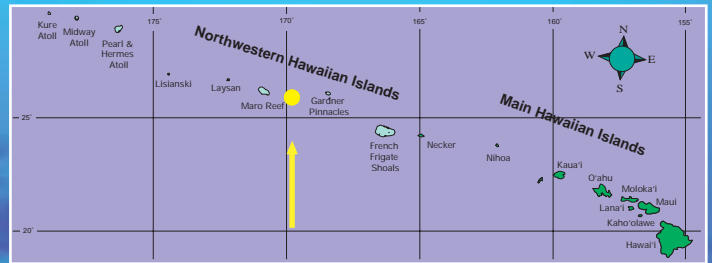 175°
170°
165°
160°
155°
Kure
Atoll
Midway
Atoll
Pearl &
Hermes
Atoll
Northwestern Hawaiian Islands
N
W
E
S
Lisianski
Laysan
Maro Reef
Gardner
Pinnacles
Main Hawaiian Islands
25°
French
Frigate
Shoals
Necker
Nihoa
Kaua'i
O'ahu
Moloka'i
Lana'i
Maui
Kaho'olawe
20°
Hawai'i